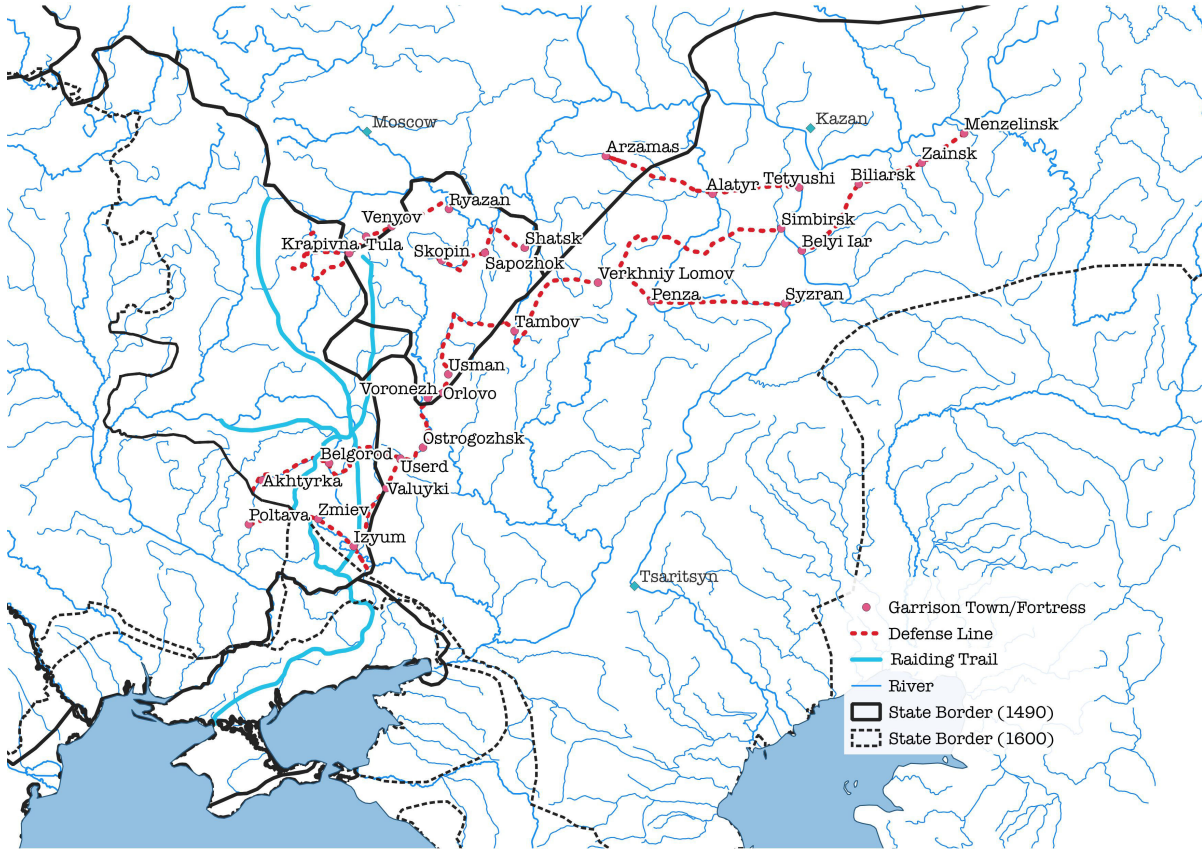 Moscow
Kazan
Menzelinsk
Arzamas
Zainsk
Alatyr
Tetyushi
Biliarsk
Venyov
Ryazan
Simbirsk
Krapivna
Tula
Skopin
Shatsk
Belyi Iar
Sapozhok
Verkhniy Lomov
Penza
Syzran
Tambov
Usman
Voronezh
Orlovo
Ostrogozhsk
Belgorod
Userd
Akhtyrka
Valuyki
Poltava
Zmiev
Izyum
Tsaritsyn
Garrison Town/Fortress
Defense Line
Raiding Trail
River
State Border (1490)
State Border (1600)